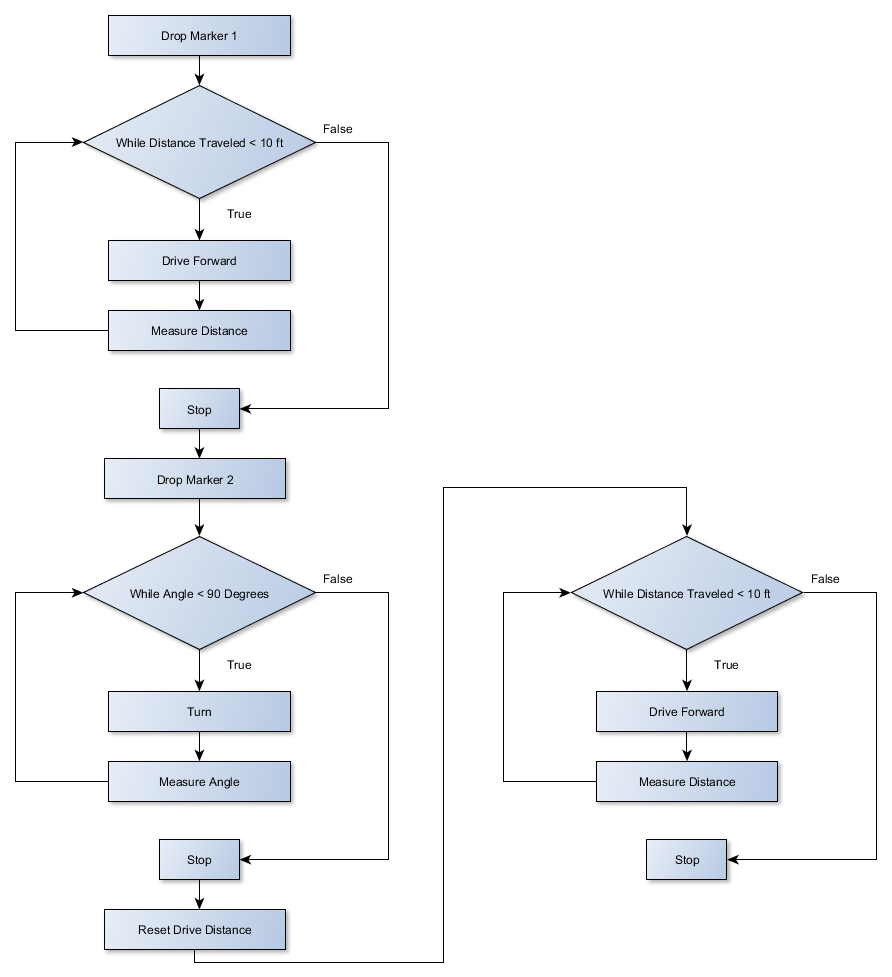 Drop Marker 1
While Distance Traveled < 10 ft
False
True
Drive Forward
Measure Distance
Stop
Drop Marker 2
While Angle < 90 Degrees
False
True
Turn
Measure Angle
Stop
Reset Drive Distance
While Distance Traveled < 10 ft
False
True
Drive Forward
Measure Distance
Stop